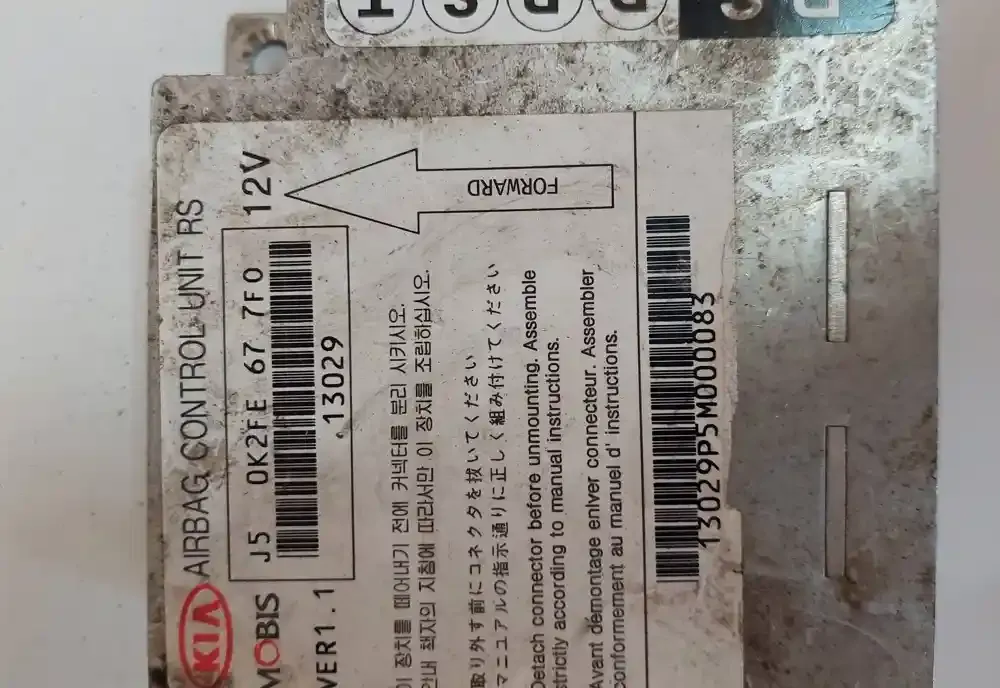 KIA AIRBAG CONTROL UNIT RS
MOBIS
J5 0K2FE 67 7F0
12V
VER1.1
13029
FORWARD
이 장치를 떼어내기 전에 커넥터를 분리 시키시오.
안내 책자의 지침에 따라서만 이 장치를 조립하십시오.
取り外す前にコネクタを抜いてください
マニュアルの指示通りに正しく組み付けてください
Detach connector before unmounting. Assemble
strictly according to manual instructions.
Avant démontage enlver connecteur. Assembler
conformement au manuel d' instructions.
13029P5M000083